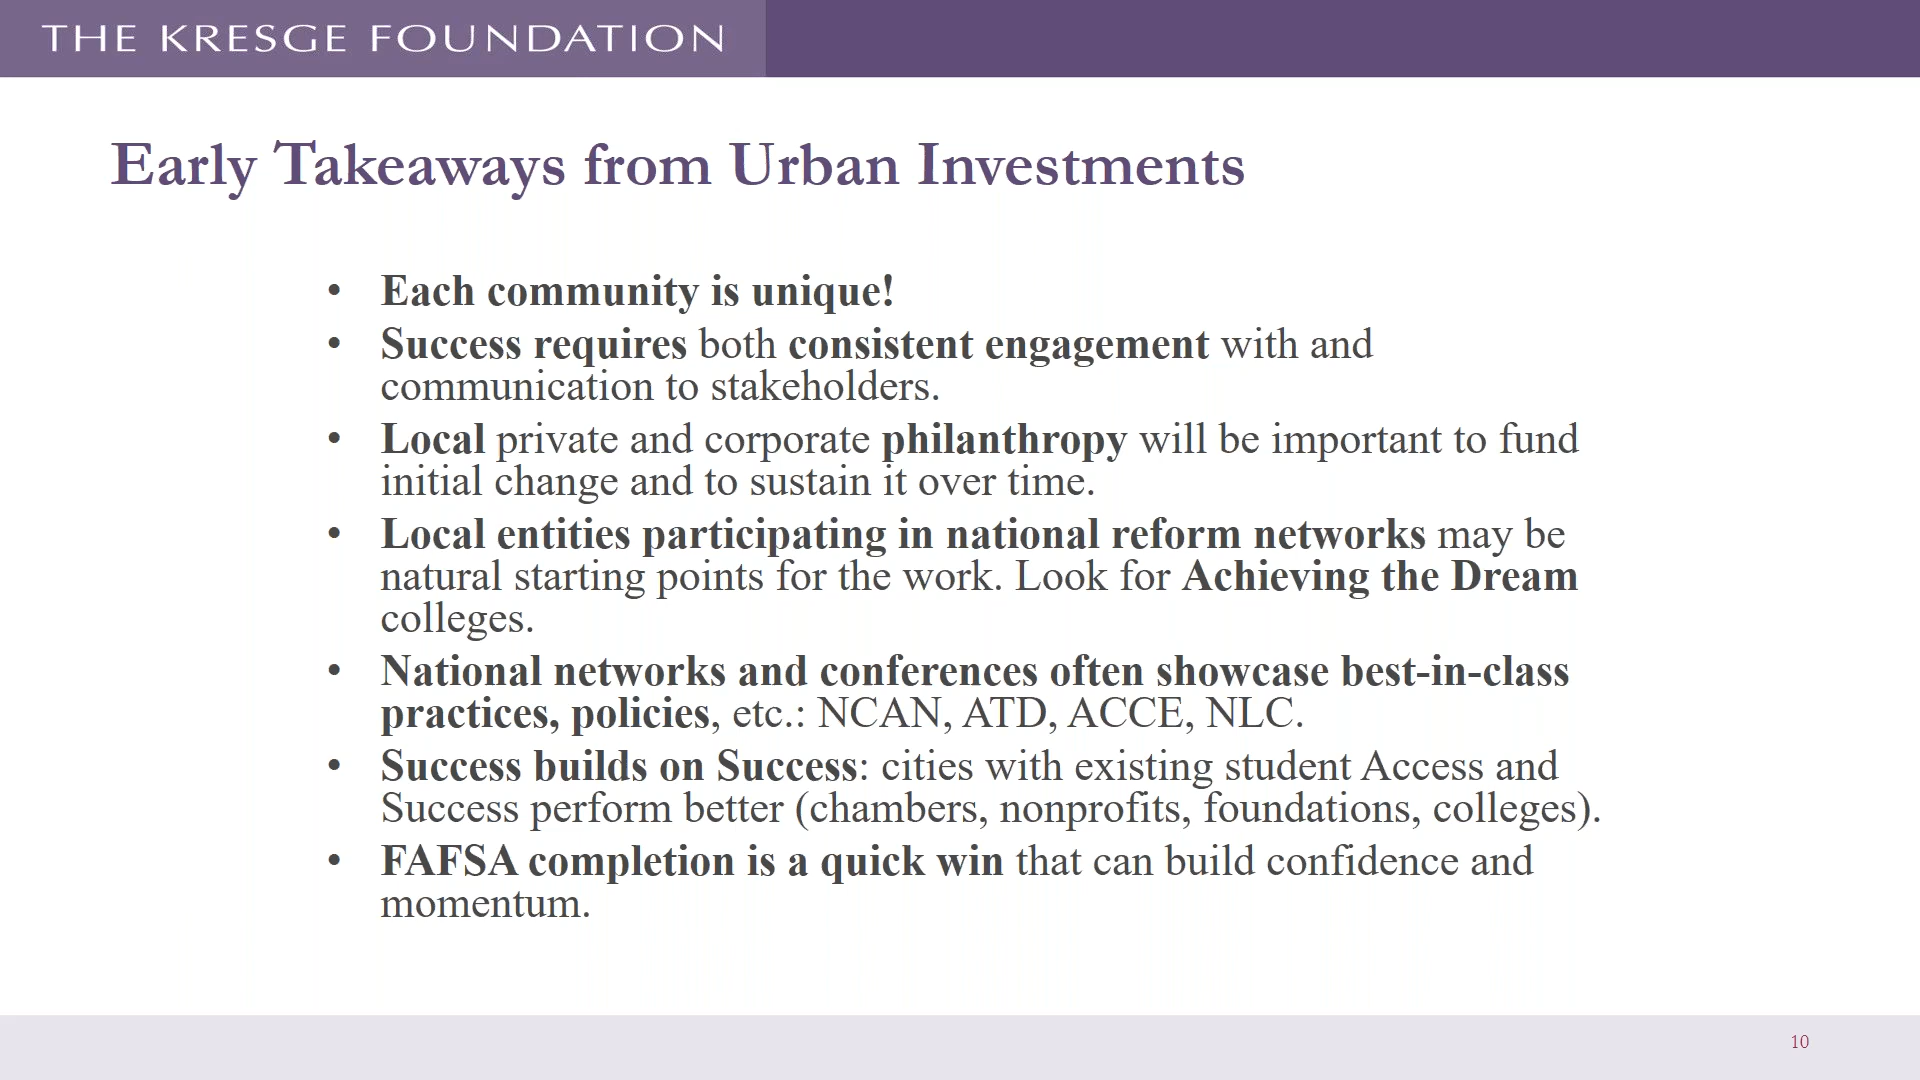 THE KRESGE FOUNDATION
Early Takeaways from Urban Investments
• Each community is unique!
• Success requires both consistent engagement with and
communication to stakeholders.
• Local private and corporate philanthropy will be important to fund
initial change and to sustain it over time.
• Local entities participating in national reform networks may be
natural starting points for the work. Look for Achieving the Dream
colleges.
• National networks and conferences often showcase best-in-class
practices, policies, etc.: NCAN, ATD, ACCE, NLC.
• Success builds on Success: cities with existing student Access and
Success perform better (chambers, nonprofits, foundations, colleges).
• FAFSA completion is a quick win that can build confidence and
momentum.
10